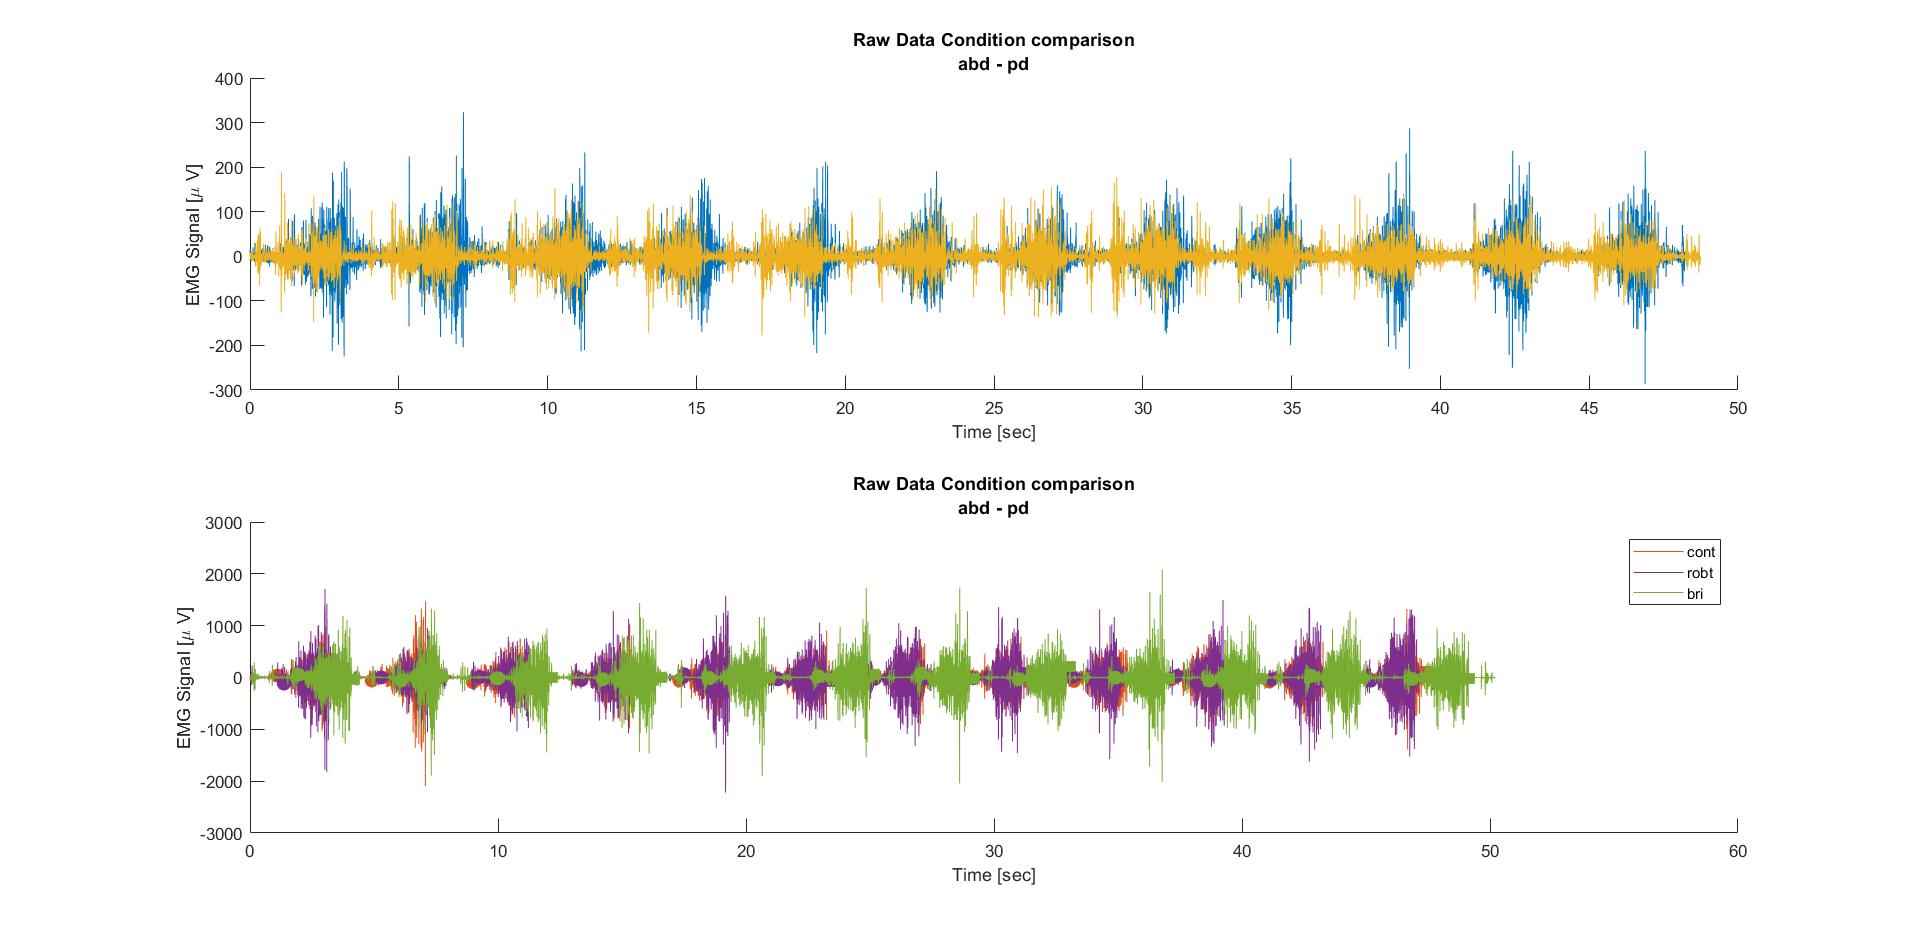 Raw Data Condition comparison
abd - pd
400
300
200
100
0
-100
-200
-300
EMG Signal [μ V]
0 5 10 15 20 25 30 35 40 45 50
Time [sec]
Raw Data Condition comparison
abd - pd
3000
2000
1000
0
-1000
-2000
-3000
EMG Signal [μ V]
cont
robt
bri
0 10 20 30 40 50 60
Time [sec]